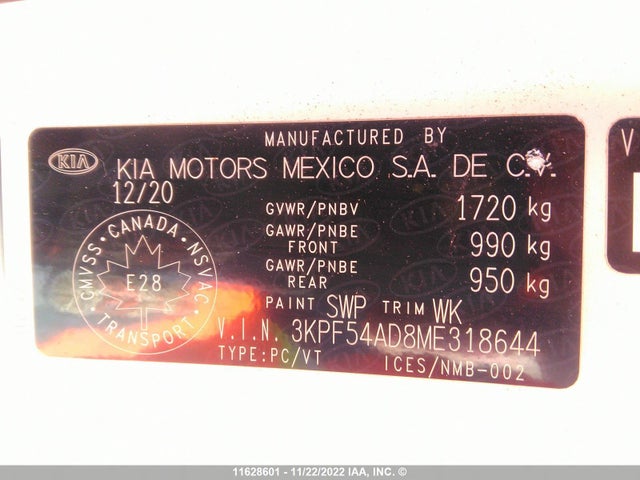 MANUFACTURED BY
KIA KIA MOTORS MEXICO S.A. DE C.V.
12/20
GVWR/PNBV 1720 kg
GAWR/PNBE FRONT 990 kg
GAWR/PNBE REAR 950 kg
CMVSS · CANADA · NSVAC
E28
TRANSPORT
PAINT SWP TRIM WK
V.I.N. 3KPF54AD8ME318644
TYPE:PC/VT ICES/NMB-002
V
11628601 - 11/22/2022 IAA, INC. ©